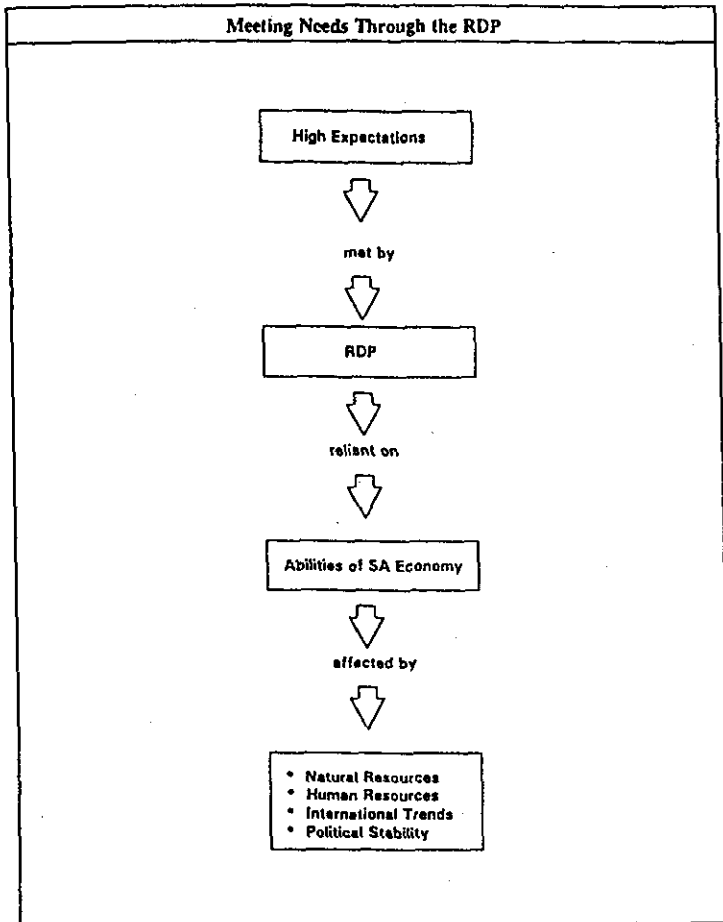 Meeting Needs Through the RDP
High Expectations
met by
RDP
reliant on
Abilities of SA Economy
affected by
• Natural Resources
• Human Resources
• International Trends
• Political Stability